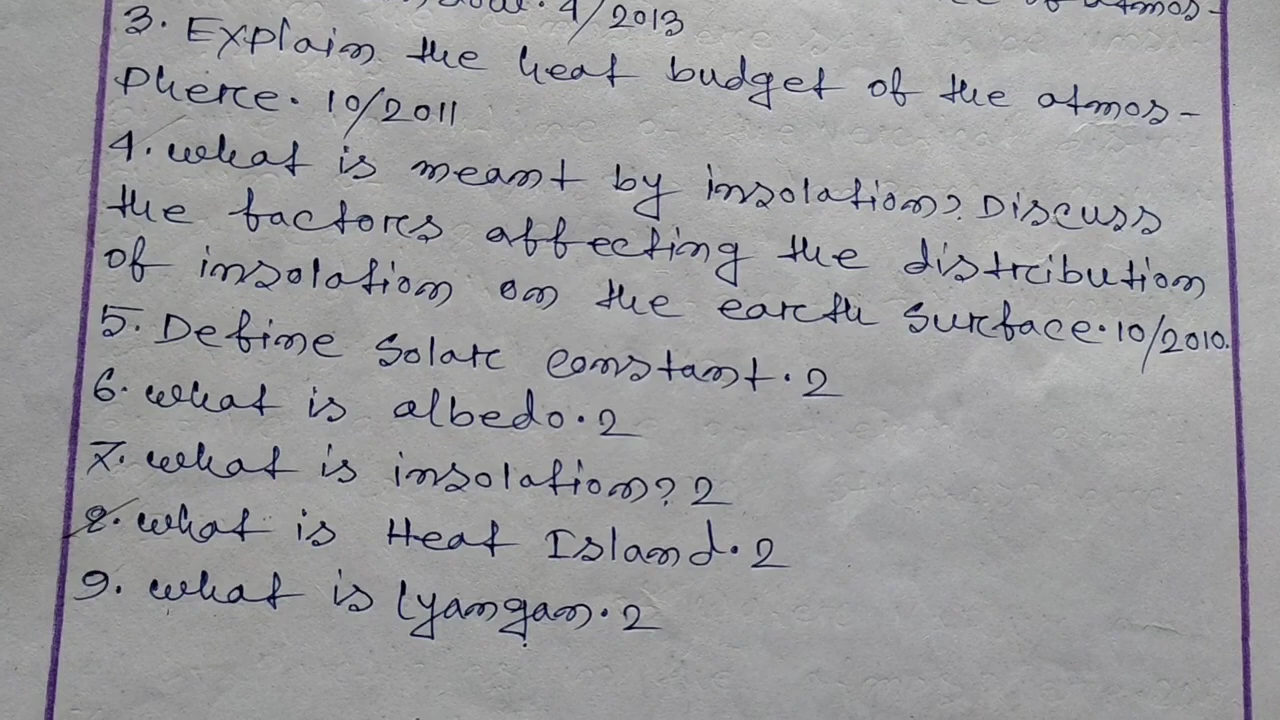 4/2013
3. Explain the heat budget of the atmos-
phere. 10/2011
4. what is meant by insolation? Discuss
the factors affecting the distribution
of insolation on the earth surface. 10/2010.
5. Define solar constant. 2
6. what is albedo. 2
7. what is insolation? 2
8. what is Heat Island. 2
9. what is lyangan. 2